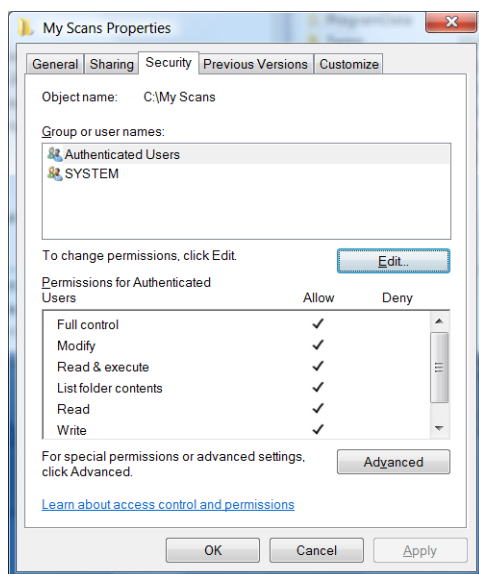 My Scans Properties
General Sharing Security Previous Versions Customize
Object name: C:\My Scans
Group or user names:
Authenticated Users
SYSTEM
To change permissions, click Edit.
Edit...
Permissions for Authenticated
Users Allow Deny
Full control
Modify
Read & execute
List folder contents
Read
Write
For special permissions or advanced settings,
click Advanced.
Advanced
Learn about access control and permissions
OK Cancel Apply